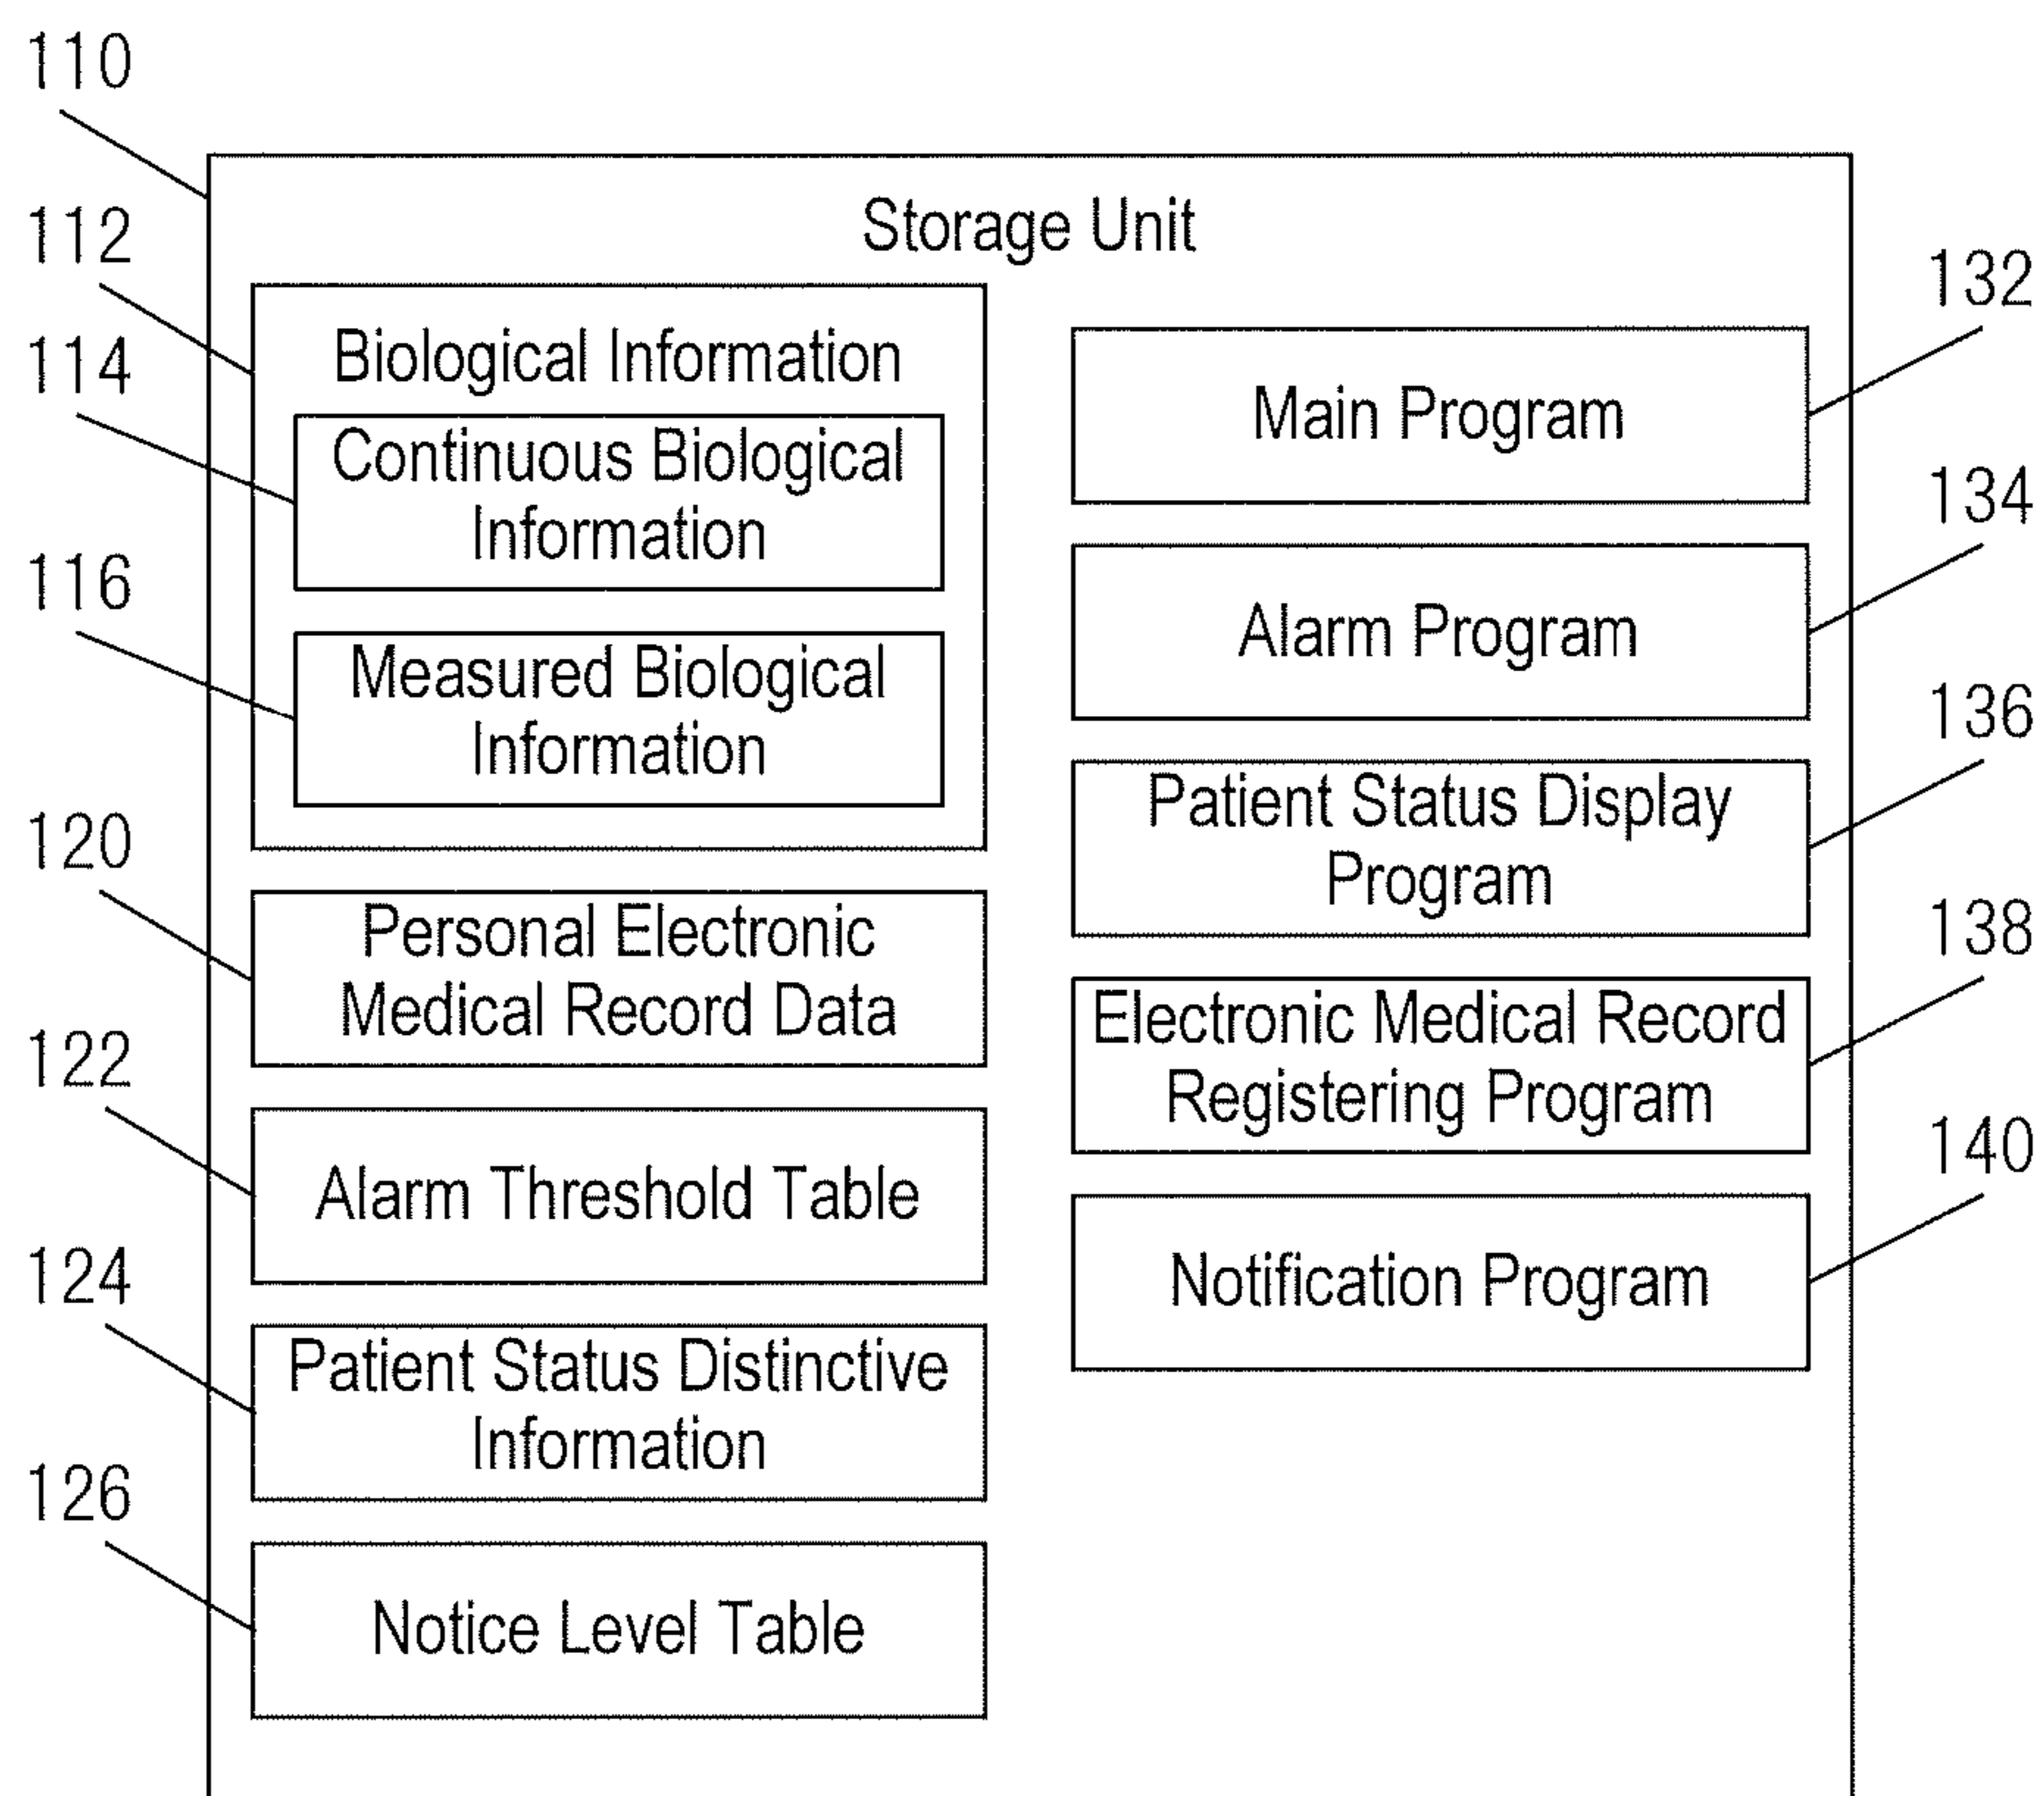 110
Storage Unit
112
Biological Information
114
Continuous Biological
Information
116
Measured Biological
Information
120
Personal Electronic
Medical Record Data
122
Alarm Threshold Table
124
Patient Status Distinctive
Information
126
Notice Level Table
132
Main Program
134
Alarm Program
136
Patient Status Display
Program
138
Electronic Medical Record
Registering Program
140
Notification Program